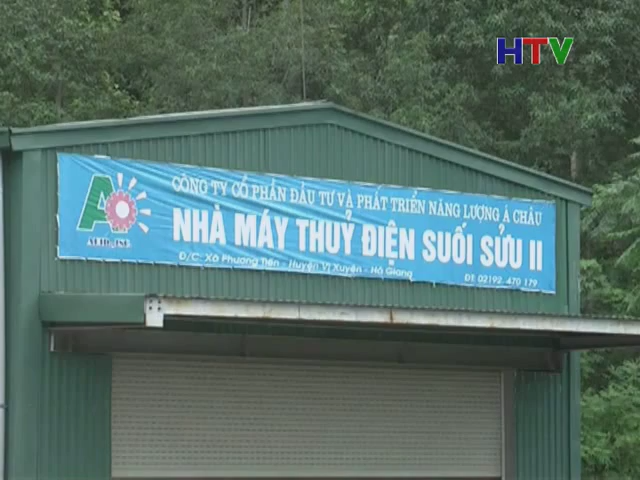 HTV
CÔNG TY CỔ PHẦN ĐẦU TƯ VÀ PHÁT TRIỂN NĂNG LƯỢNG Á CHÂU
NHÀ MÁY THUỶ ĐIỆN SUỐI SỬU II
Đ/C: Xã Phương Tiến - Huyện Vị Xuyên - Hà Giang
ĐT: 02192 470 179